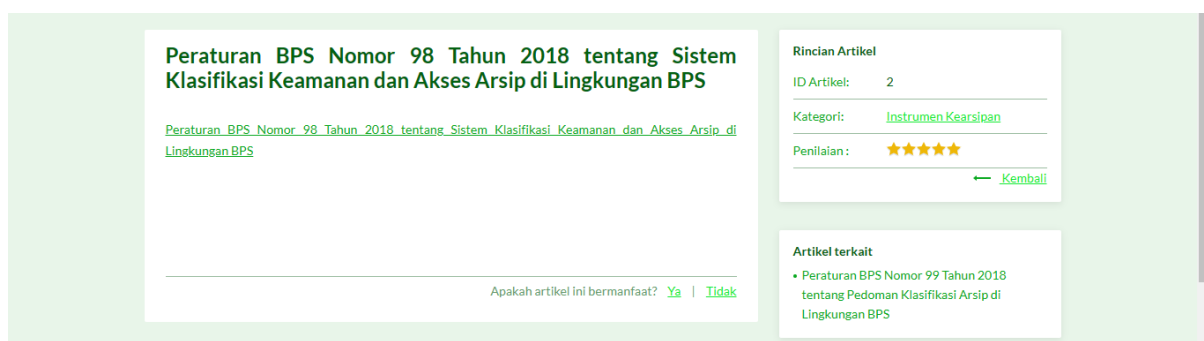 Peraturan BPS Nomor 98 Tahun 2018 tentang Sistem
Klasifikasi Keamanan dan Akses Arsip di Lingkungan BPS
Peraturan BPS Nomor 98 Tahun 2018 tentang Sistem Klasifikasi Keamanan dan Akses Arsip di
Lingkungan BPS
Apakah artikel ini bermanfaat? Ya | Tidak
Rincian Artikel
ID Artikel: 2
Kategori: Instrumen Kearsipan
Penilaian :
Kembali
Artikel terkait
• Peraturan BPS Nomor 99 Tahun 2018
tentang Pedoman Klasifikasi Arsip di
Lingkungan BPS